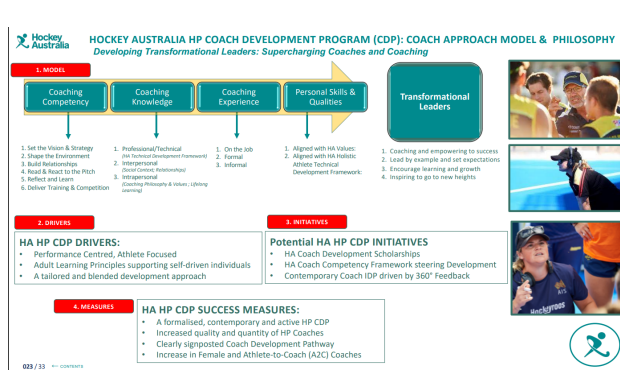 Hockey
Australia
HOCKEY AUSTRALIA HP COACH DEVELOPMENT PROGRAM (CDP): COACH APPROACH MODEL & PHILOSOPHY
Developing Transformational Leaders: Supercharging Coaches and Coaching
1. MODEL
Coaching
Competency
Coaching
Knowledge
Coaching
Experience
Personal Skills &
Qualities
Transformational
Leaders
1. Set the Vision & Strategy
2. Shape the Environment
3. Build Relationships
4. Read & React to the Pitch
5. Reflect and Learn
6. Deliver Training & Competition
1. Professional/Technical
(HA Technical Development Framework)
2. Interpersonal
(Social Context; Relationships)
3. Intrapersonal
(Coaching Philosophy & Values ; Lifelong
Learning)
1. On the Job
2. Formal
3. Informal
1. Aligned with HA Values:
2. Aligned with HA Holistic
Athlete Technical
Development Framework:
1. Coaching and empowering to success
2. Lead by example and set expectations
3. Encourage learning and growth
4. Inspiring to go to new heights
2. DRIVERS
HA HP CDP DRIVERS:
• Performance Centred, Athlete Focused
• Adult Learning Principles supporting self-driven individuals
• A tailored and blended development approach
3. INITIATIVES
Potential HA HP CDP INITIATIVES
• HA Coach Development Scholarships
• HA Coach Competency Framework steering Development
• Contemporary Coach IDP driven by 360° Feedback
4. MEASURES
HA HP CDP SUCCESS MEASURES:
• A formalised, contemporary and active HP CDP
• Increased quality and quantity of HP Coaches
• Clearly signposted Coach Development Pathway
• Increase in Female and Athlete-to-Coach (A2C) Coaches
AIS
Hockeyroos
023 / 33 CONTENTS